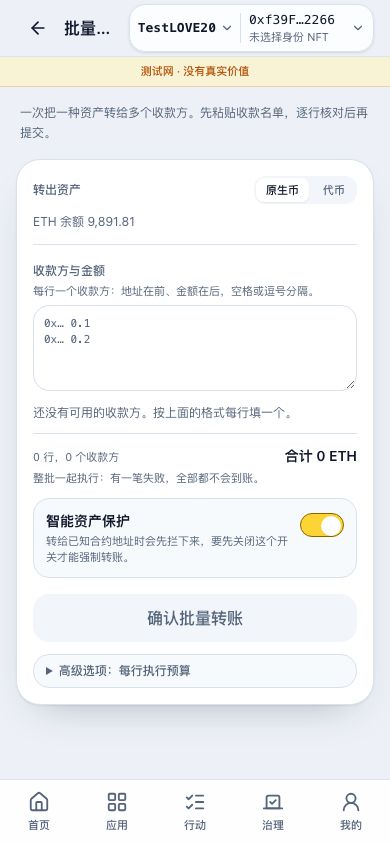 批量...
TestLOVE20
0xf39F…2266
未选择身份 NFT
测试网 · 没有真实价值
一次把一种资产转给多个收款方。先粘贴收款名单，逐行核对后再
提交。
转出资产
原生币
代币
ETH 余额 9,891.81
收款方与金额
每行一个收款方：地址在前、金额在后，空格或逗号分隔。
0x… 0.1
0x… 0.2
还没有可用的收款方。按上面的格式每行填一个。
0 行，0 个收款方
合计 0 ETH
整批一起执行：有一笔失败，全部都不会到账。
智能资产保护
转给已知合约地址时会先拦下来，要先关闭这个开
关才能强制转账。
确认批量转账
高级选项：每行执行预算
首页
应用
行动
治理
我的